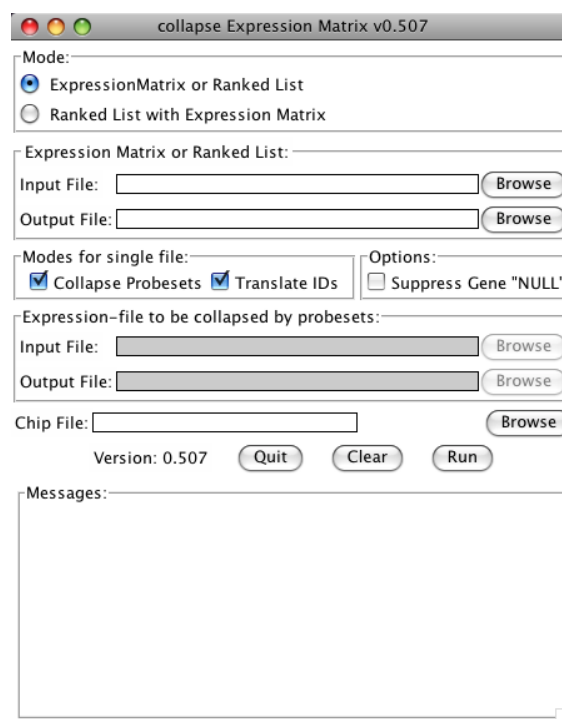 collapse Expression Matrix v0.507
Mode:
ExpressionMatrix or Ranked List
Ranked List with Expression Matrix
Expression Matrix or Ranked List:
Input File: Browse
Output File: Browse
Modes for single file: Options:
Collapse Probesets Translate IDs Suppress Gene "NULL"
Expression-file to be collapsed by probesets:
Input File: Browse
Output File: Browse
Chip File: Browse
Version: 0.507 Quit Clear Run
Messages: